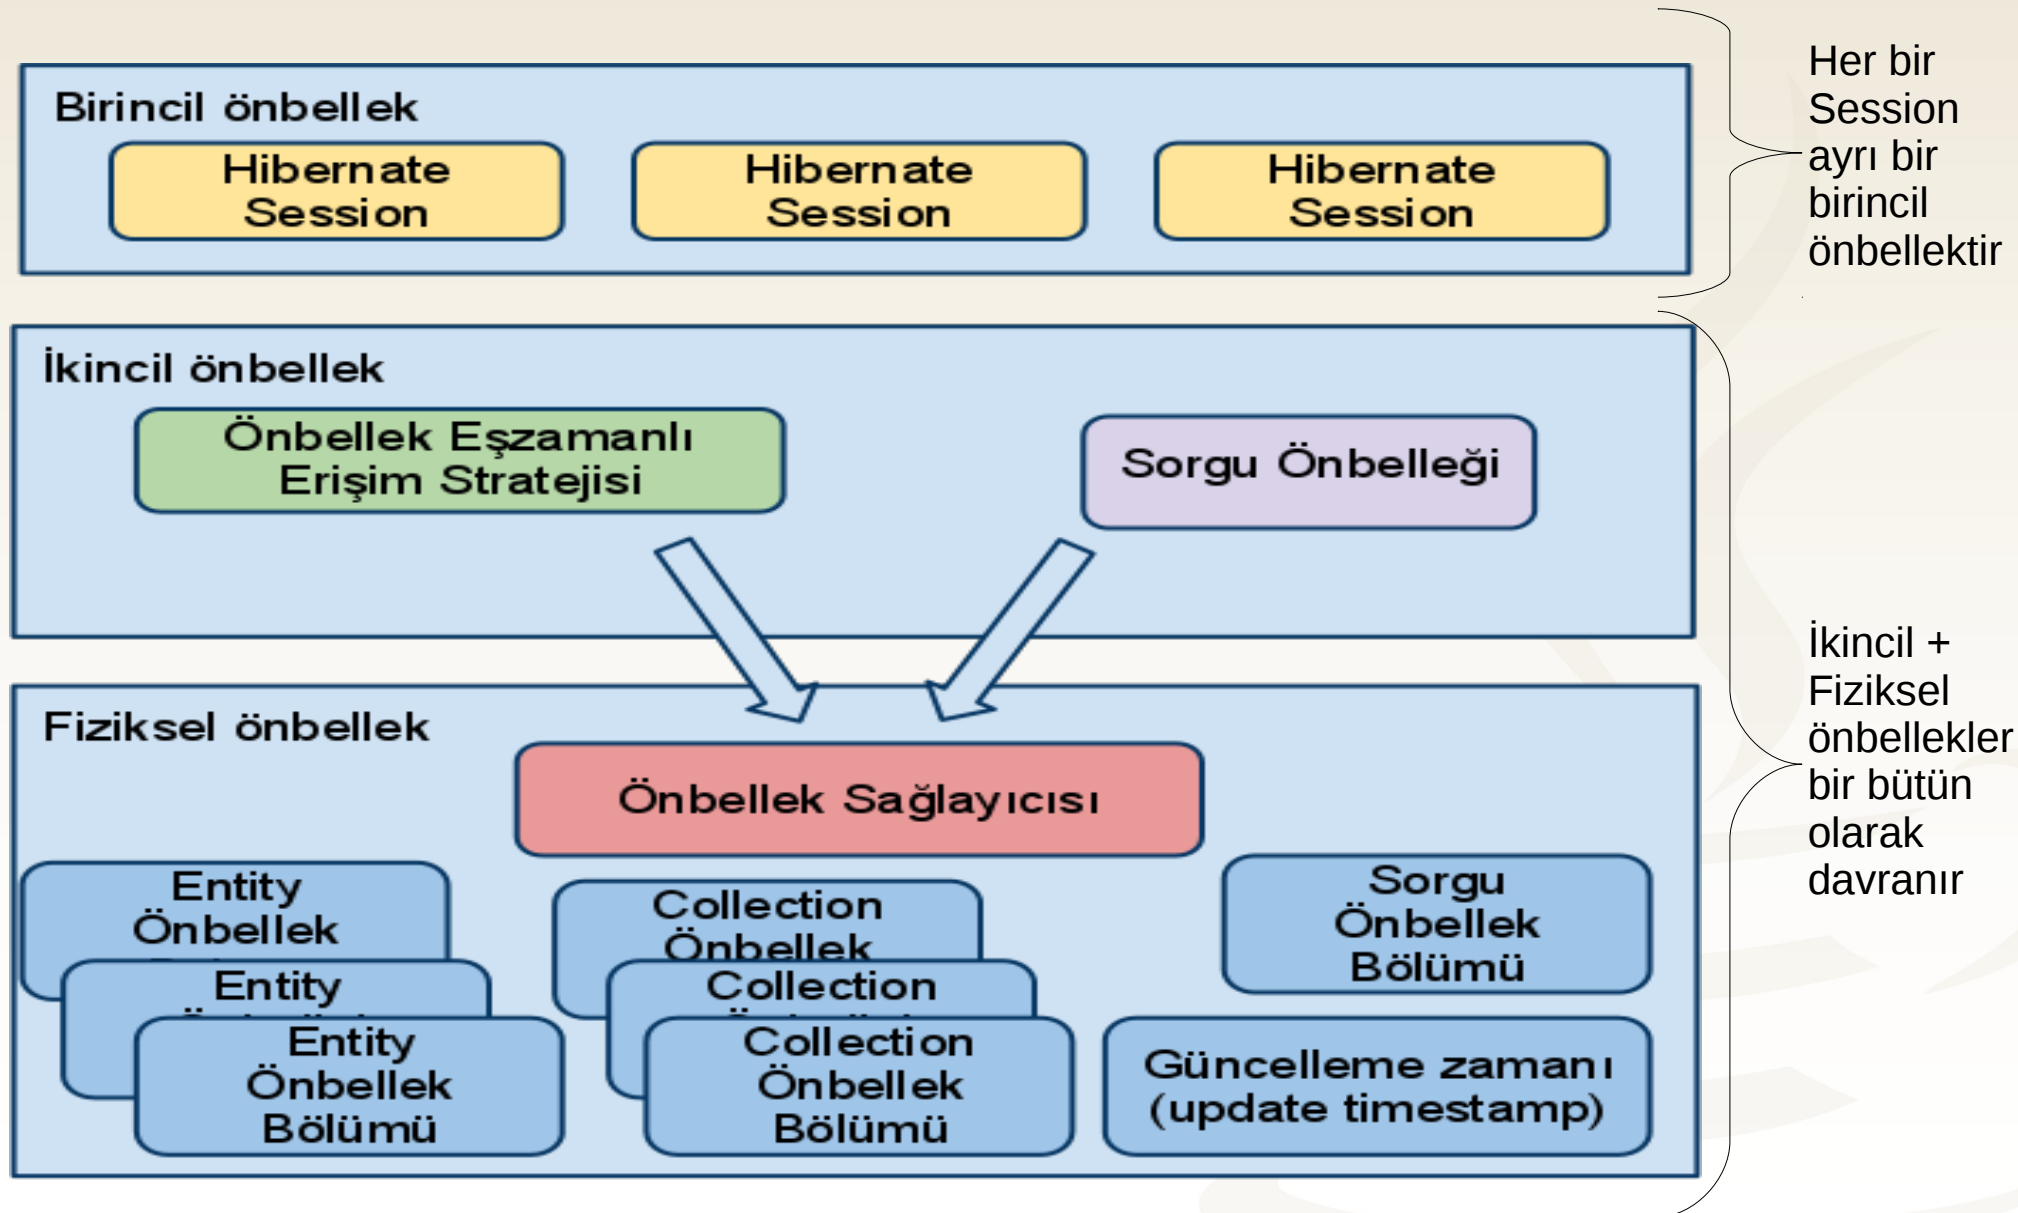 Birincil önbellek
Hibernate
Session
Hibernate
Session
Hibernate
Session
Her bir
Session
ayrı bir
birincil
önbellektir
İkincil önbellek
Önbellek Eşzamanlı
Erişim Stratejisi
Sorgu Önbelleği
Fiziksel önbellek
Önbellek Sağlayıcısı
Entity
Önbellek
Entity
Entity
Önbellek
Bölümü
Collection
Önbellek
Collection
Collection
Önbellek
Bölümü
Sorgu
Önbellek
Bölümü
Güncelleme zamanı
(update timestamp)
İkincil +
Fiziksel
önbellekler
bir bütün
olarak
davranır